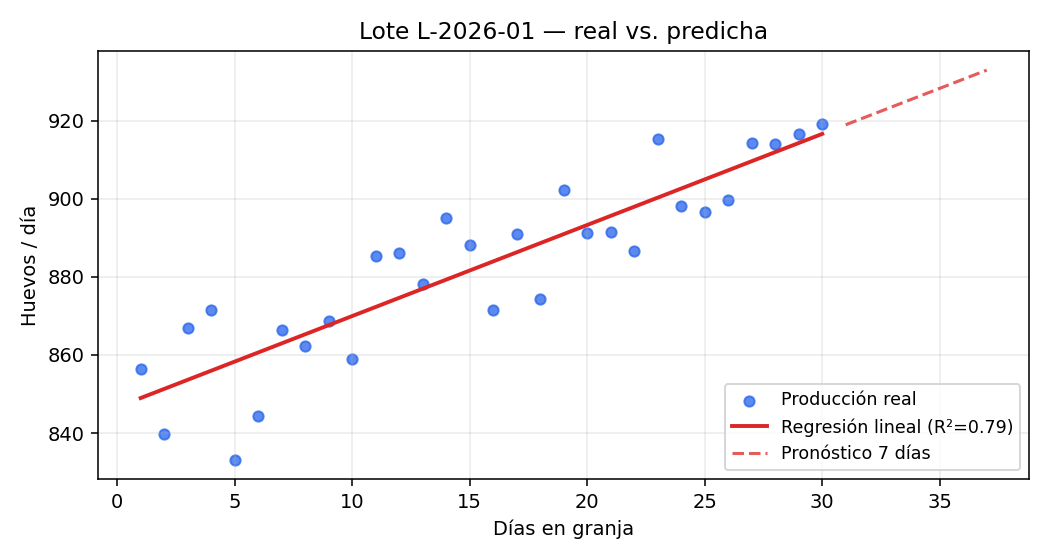 Lote L-2026-01 — real vs. predicha
Huevos / día
920
900
880
860
840
0 5 10 15 20 25 30 35
Días en granja
Producción real
Regresión lineal (R²=0.79)
Pronóstico 7 días